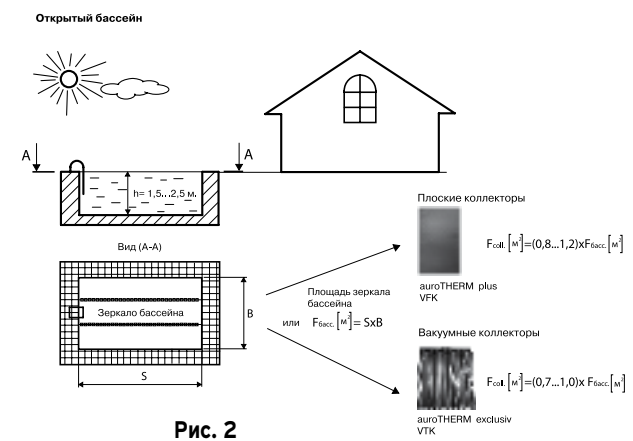 Открытый бассейн
A
A
h= 1,5...2,5 м.
Вид (А-А)
Зеркало бассейна
B
S
Площадь зеркала
бассейна
или Fбасс. [м²]= SxB
Плоские коллекторы
Fcoll. [м²]=(0,8...1,2)xFбасс. [м²]
auroTHERM plus
VFK
Вакуумные коллекторы
Fcoll. [м²]=(0,7...1,0)x Fбасс. [м²]
auroTHERM exclusiv
VTK
Рис. 2